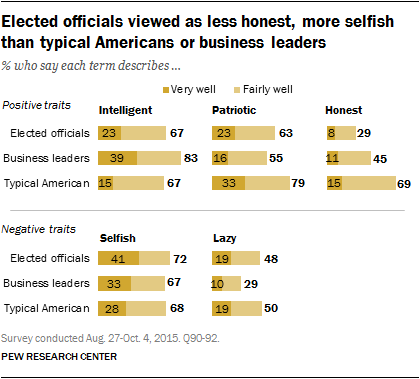 Elected officials viewed as less honest, more selfish
than typical Americans or business leaders
% who say each term describes ...
Very well Fairly well
Positive traits Intelligent Patriotic Honest
Elected officials 23 67 23 63 8 29
Business leaders 39 83 16 55 11 45
Typical American 15 67 33 79 15 69
Negative traits
Selfish Lazy
Elected officials 41 72 19 48
Business leaders 33 67 10 29
Typical American 28 68 19 50
Survey conducted Aug. 27-Oct. 4, 2015. Q90-92.
PEW RESEARCH CENTER